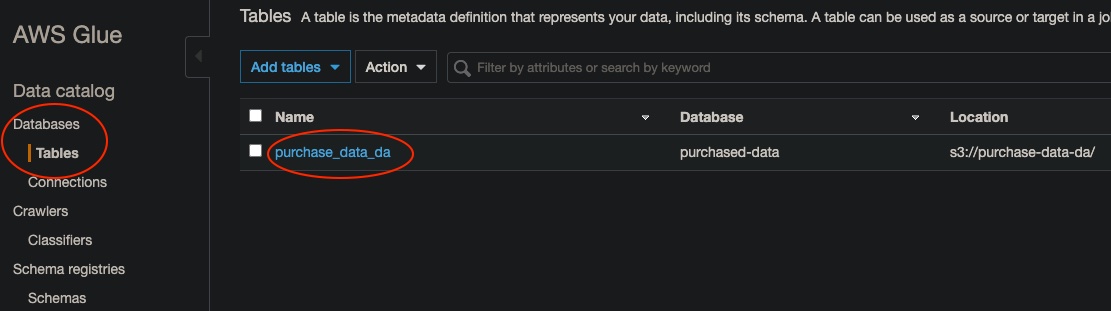 AWS Glue
Data catalog
Databases
Tables
Connections
Crawlers
Classifiers
Schema registries
Schemas
Tables A table is the metadata definition that represents your data, including its schema. A table can be used as a source or target in a jo
Add tables Action Filter by attributes or search by keyword
Name Database Location
purchase_data_da purchased-data s3://purchase-data-da/